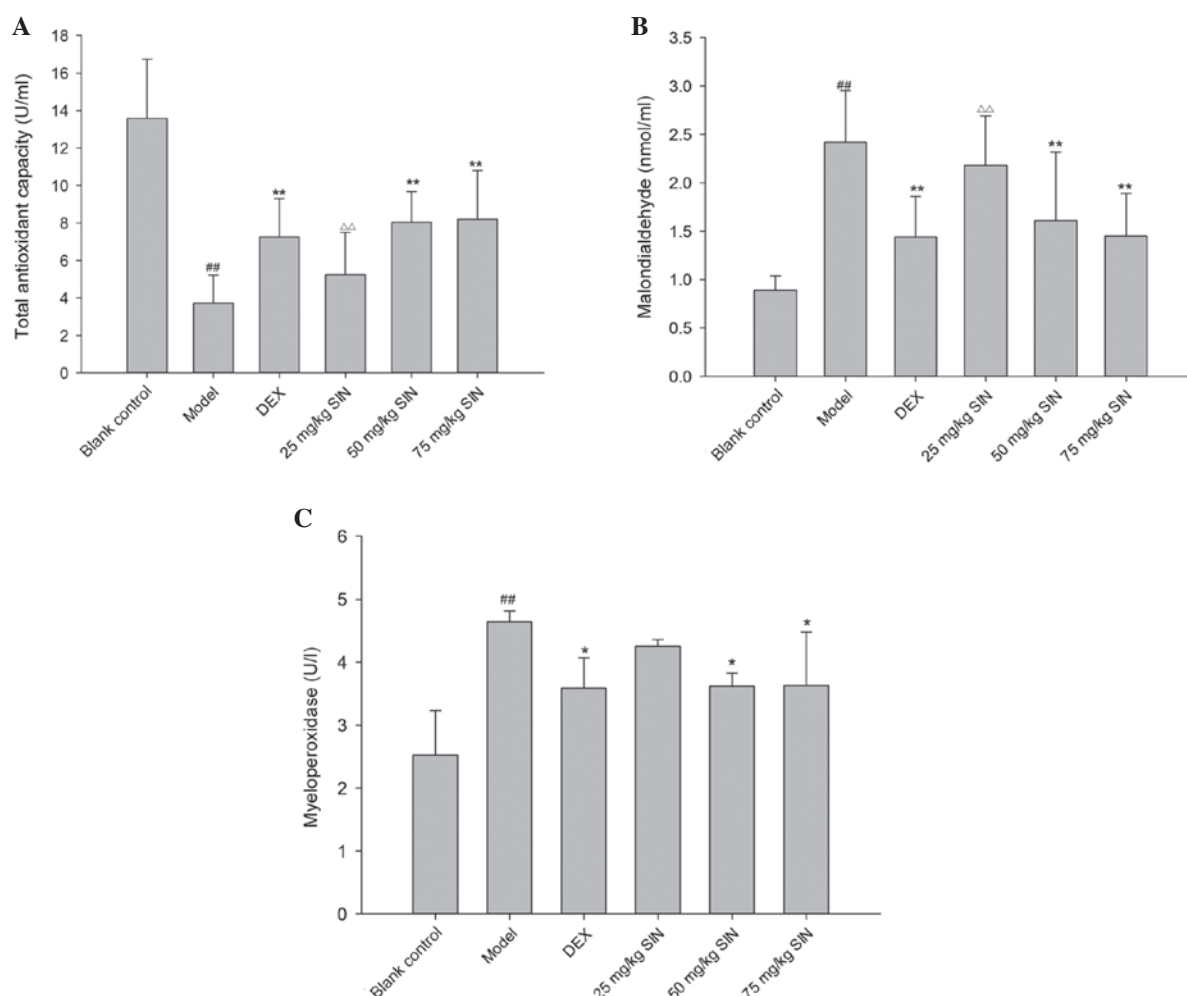 A
Total antioxidant capacity (U/ml)
18
16
14
12
10
8
6
4
2
0
##
**
△△
**
**
Blank control
Model
DEX
25 mg/kg SIN
50 mg/kg SIN
75 mg/kg SIN
B
Malondialdehyde (nmol/ml)
3.5
3.0
2.5
2.0
1.5
1.0
0.5
0.0
##
**
△△
**
**
Blank control
Model
DEX
25 mg/kg SIN
50 mg/kg SIN
75 mg/kg SIN
C
Myeloperoxidase (U/l)
6
5
4
3
2
1
0
##
*
*
*
Blank control
Model
DEX
25 mg/kg SIN
50 mg/kg SIN
75 mg/kg SIN